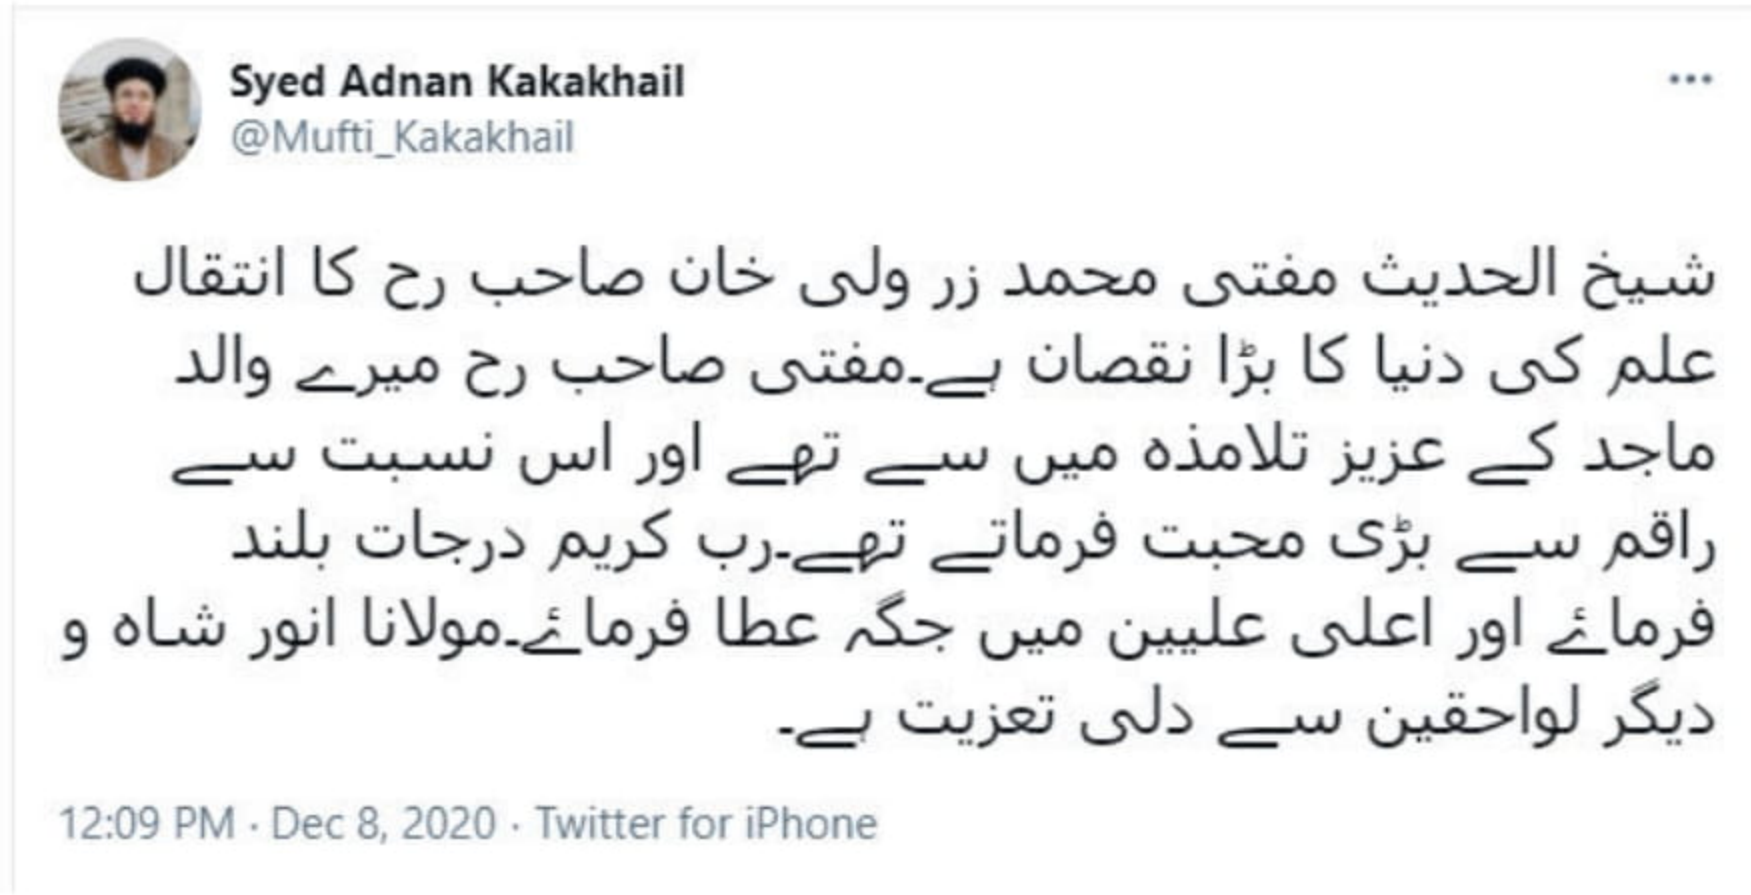 Syed Adnan Kakakhail
@Mufti_Kakakhail
شیخ الحدیث مفتی محمد زر ولی خان صاحب رح کا انتقال
علم کی دنیا کا بڑا نقصان ہے۔مفتی صاحب رح میرے والد
ماجد کے عزیز تلامذہ میں سے تھے اور اس نسبت سے
راقم سے بڑی محبت فرماتے تھے۔رب کریم درجات بلند
فرماۓ اور اعلی علیین میں جگہ عطا فرماۓ۔مولانا انور شاہ و
دیگر لواحقین سے دلی تعزیت ہے۔
12:09 PM · Dec 8, 2020 · Twitter for iPhone